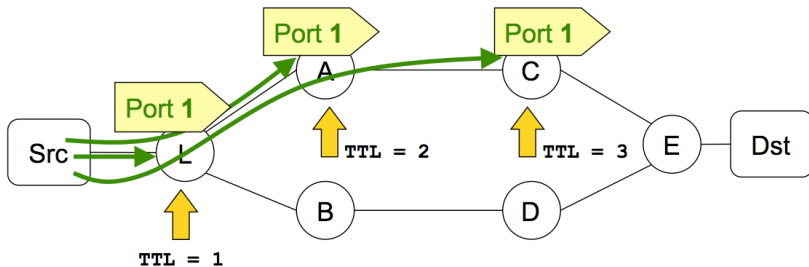 Port 1
Port 1
Port 1
A
C
Src
L
TTL = 2
TTL = 3
E
Dst
B
D
TTL = 1